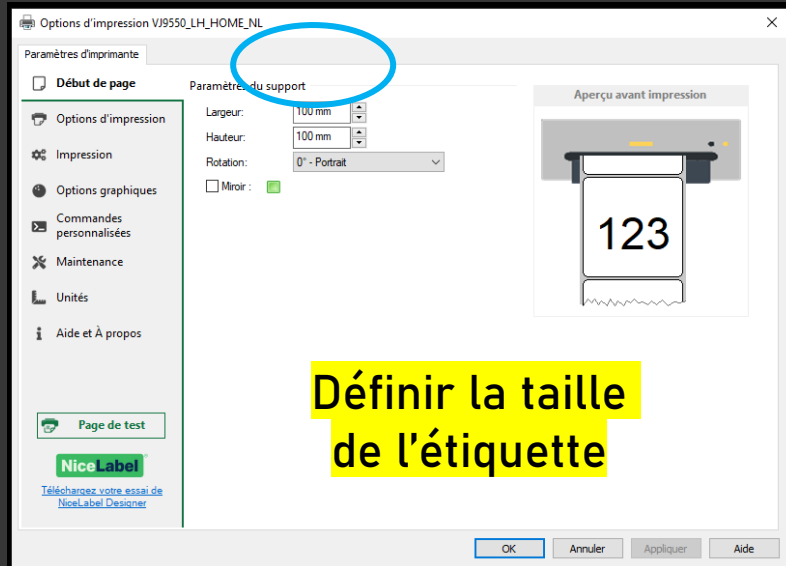 Options d'impression VJ9550_LH_HOME_NL
Paramètres d'imprimante
Début de page
Options d'impression
Impression
Options graphiques
Commandes
personnalisées
Maintenance
Unités
Aide et À propos
Page de test
NiceLabel
Téléchargez votre essai de
NiceLabel Designer
Paramètres du support
Largeur: 100 mm
Hauteur: 100 mm
Rotation: 0° - Portrait
Miroir :
Aperçu avant impression
123
Définir la taille
de l'étiquette
OK Annuler Appliquer Aide